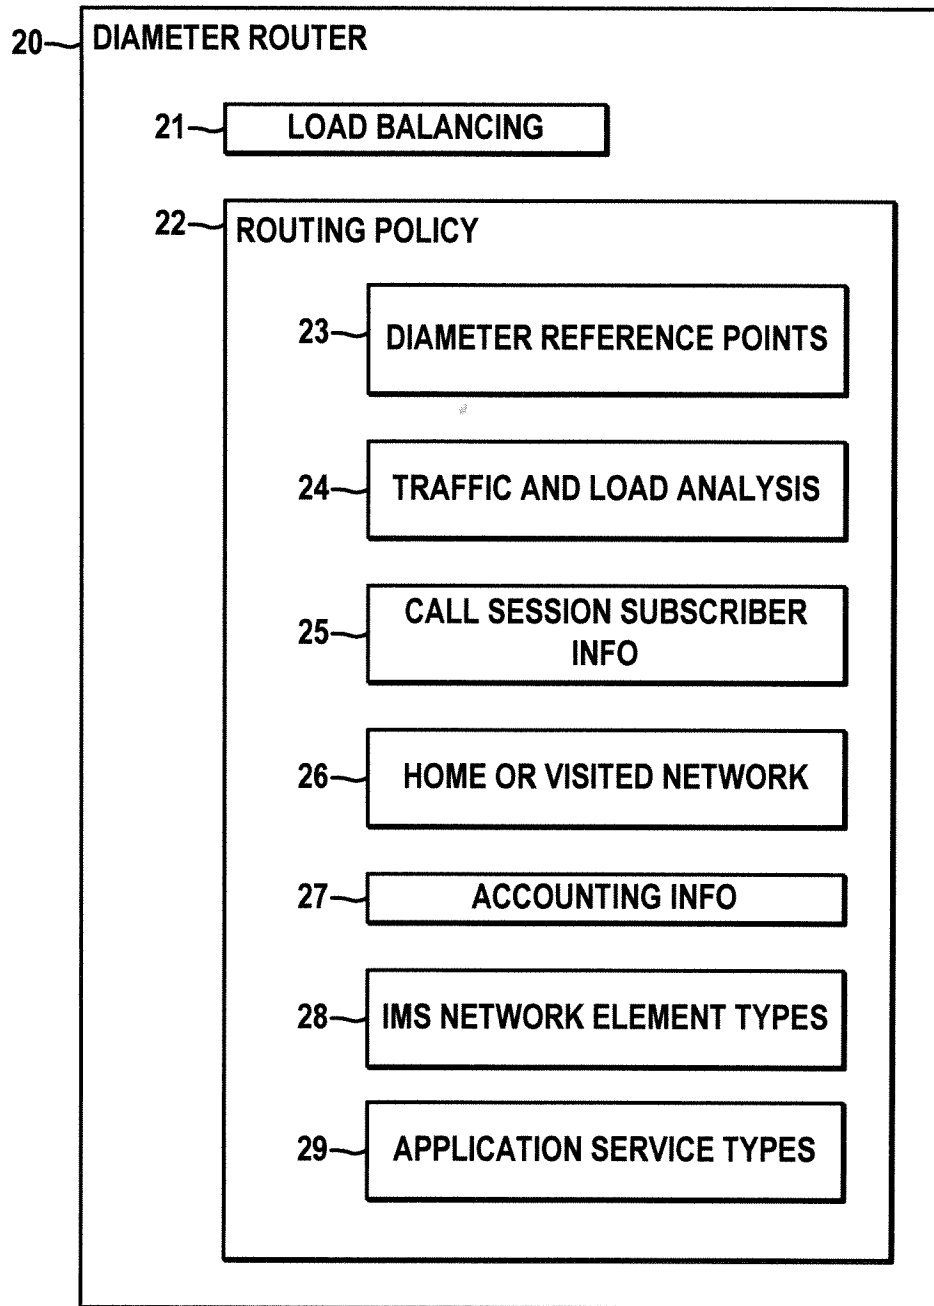 20 DIAMETER ROUTER
21 LOAD BALANCING
22 ROUTING POLICY
23 DIAMETER REFERENCE POINTS
24 TRAFFIC AND LOAD ANALYSIS
25 CALL SESSION SUBSCRIBER
INFO
26 HOME OR VISITED NETWORK
27 ACCOUNTING INFO
28 IMS NETWORK ELEMENT TYPES
29 APPLICATION SERVICE TYPES